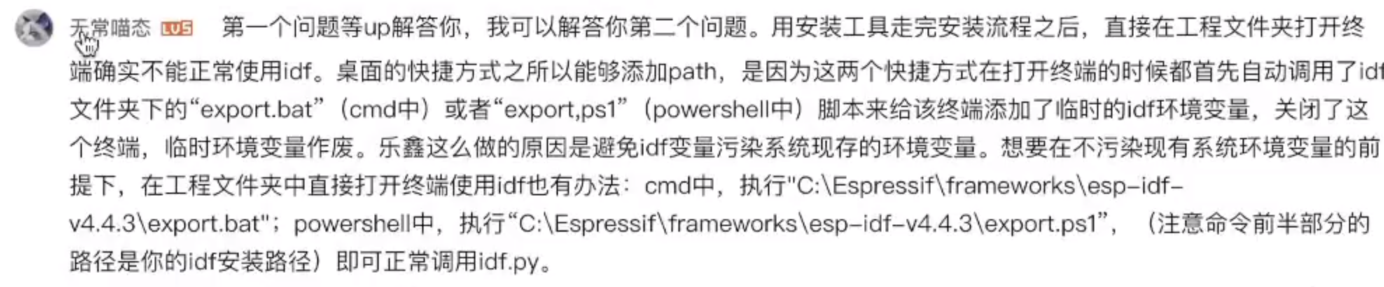 无常喵态 LV5 第一个问题等up解答你，我可以解答你第二个问题。用安装工具走完安装流程之后，直接在工程文件夹打开终
端确实不能正常使用idf。桌面的快捷方式之所以能够添加path，是因为这两个快捷方式在打开终端的时候都首先自动调用了idf
文件夹下的“export.bat”（cmd中）或者“export,ps1”（powershell中）脚本来给该终端添加了临时的idf环境变量，关闭了这
个终端，临时环境变量作废。乐鑫这么做的原因是避免idf变量污染系统现存的环境变量。想要在不污染现有系统环境变量的前
提下，在工程文件夹中直接打开终端使用idf也有办法：cmd中，执行"C:\Espressif\frameworks\esp-idf-
v4.4.3\export.bat"；powershell中，执行“C:\Espressif\frameworks\esp-idf-v4.4.3\export.ps1”，（注意命令前半部分的
路径是你的idf安装路径）即可正常调用idf.py。